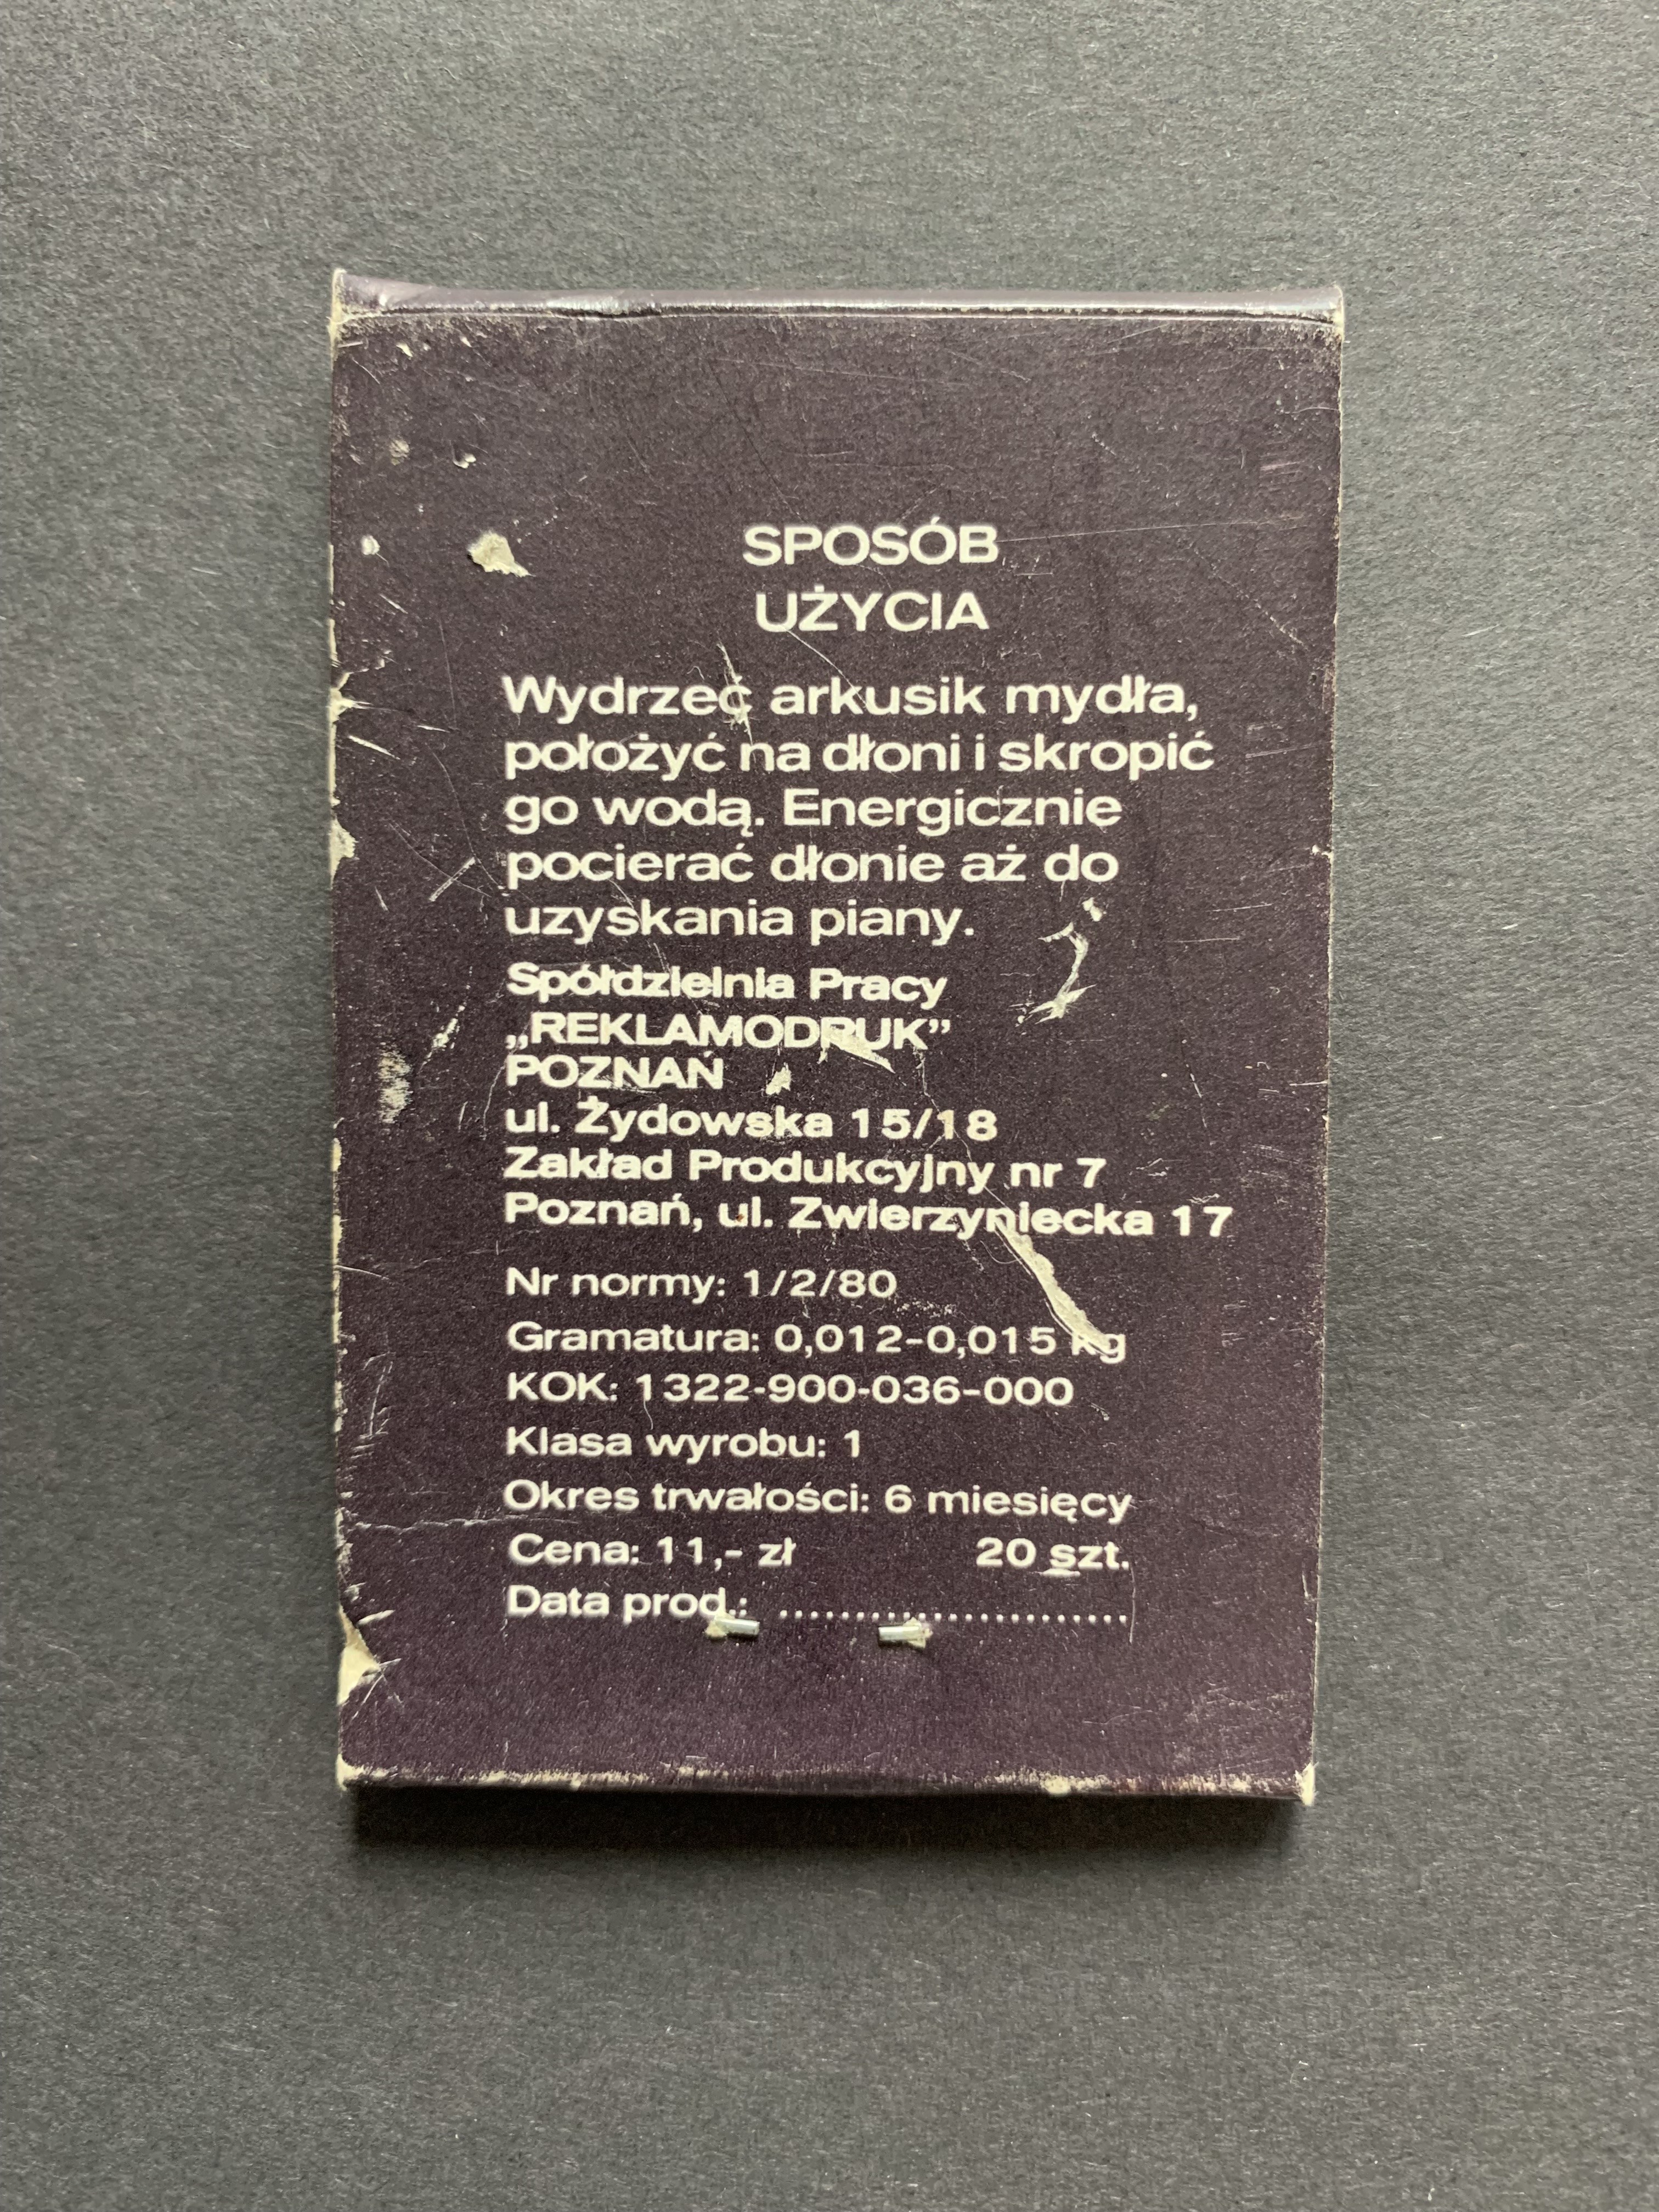 SPOSÓB
UŻYCIA
Wydrzeć arkusik mydła,
położyć na dłoni i skropić
go wodą. Energicznie
pocierać dłonie aż do
uzyskania piany.
Spółdzielnia Pracy
„REKLAMODRUK”
POZNAŃ
ul. Żydowska 15/18
Zakład Produkcyjny nr 7
Poznań, ul. Zwierzyniecka 17
Nr normy: 1/2/80
Gramatura: 0,012-0,015 kg
KOK: 1322-900-036-000
Klasa wyrobu: 1
Okres trwałości: 6 miesięcy
Cena: 11,- zł 20 szt.
Data prod.: ........................